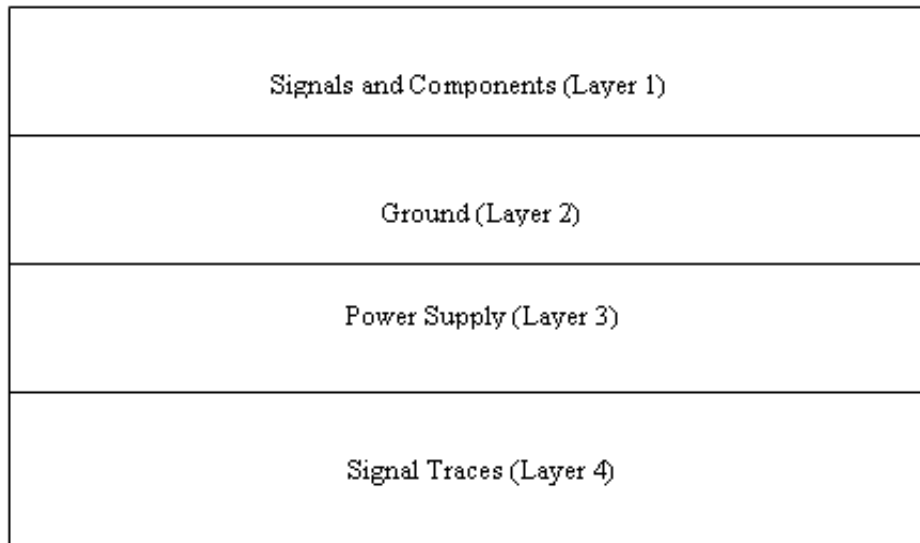 Signals and Components (Layer 1)
Ground (Layer 2)
Power Supply (Layer 3)
Signal Traces (Layer 4)